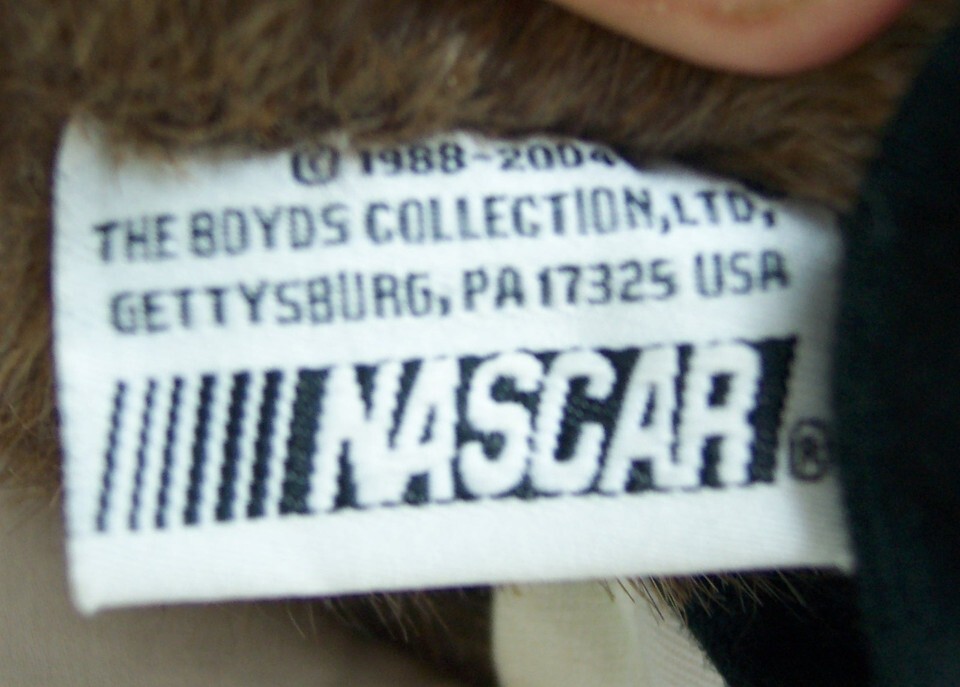 © 1988-2004
THE BOYDS COLLECTION, LTD,
GETTYSBURG, PA 17325 USA
NASCAR ®